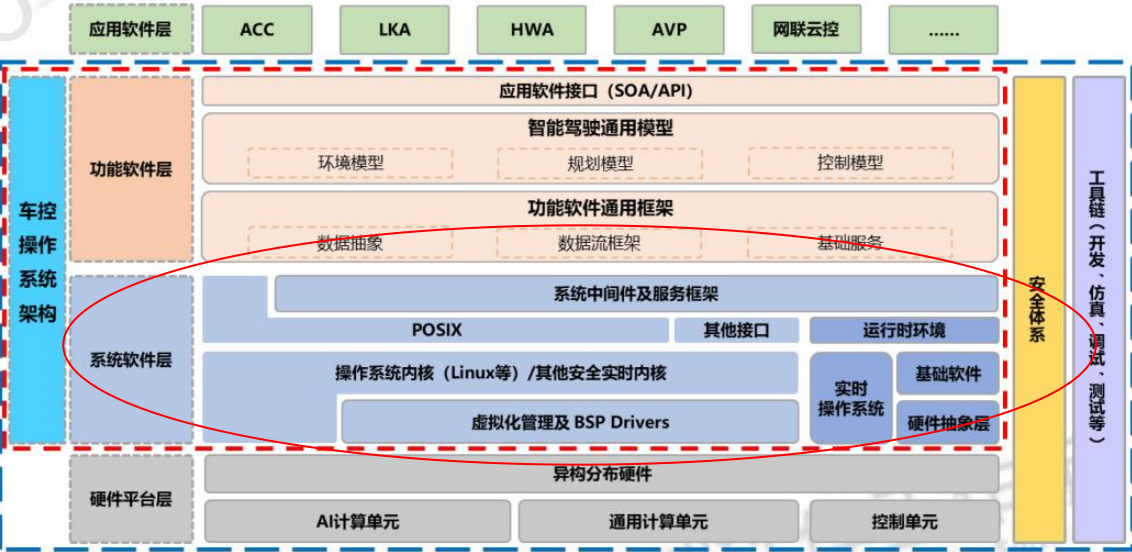 应用软件层
ACC
LKA
HWA
AVP
网联云控
......
车控
操作
系统
架构
功能软件层
应用软件接口（SOA/API）
智能驾驶通用模型
环境模型
规划模型
控制模型
功能软件通用框架
数据抽象
数据流框架
基础服务
系统软件层
系统中间件及服务框架
POSIX
其他接口
运行时环境
操作系统内核（Linux等）/其他安全实时内核
虚拟化管理及 BSP Drivers
实时
操作系统
基础软件
硬件抽象层
硬件平台层
异构分布硬件
AI计算单元
通用计算单元
控制单元
安全体系
工具链（开发、仿真、调试、测试等）